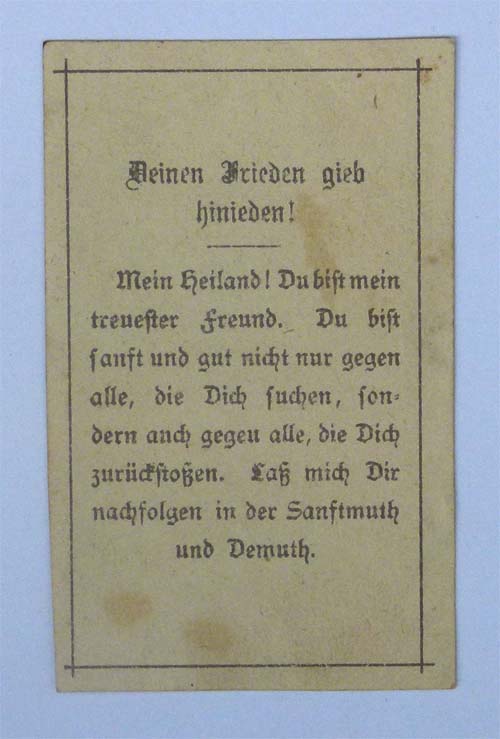 Deinen Frieden gieb
hinieden!
Mein Heiland! Du bist mein
treuester Freund. Du bist
sanft und gut nicht nur gegen
alle, die Dich suchen, son-
dern auch gegen alle, die Dich
zurückstoßen. Laß mich Dir
nachfolgen in der Sanftmuth
und Demuth.